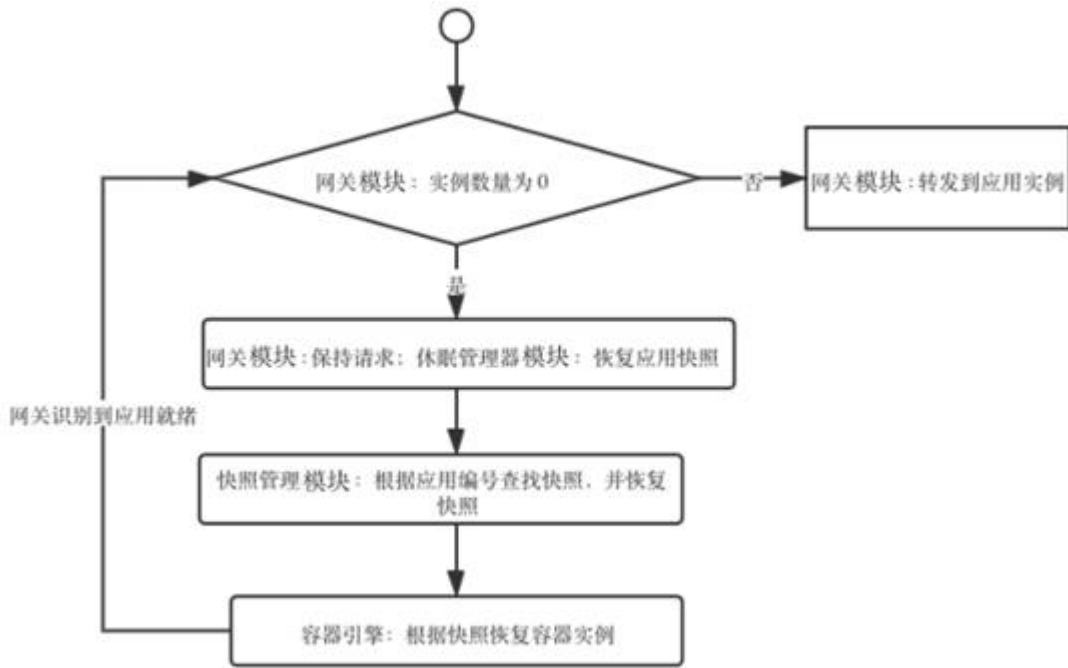 网关模块：实例数量为0
否
网关模块：转发到应用实例
是
网关模块：保持请求；休眠管理器模块：恢复应用快照
网关识别到应用就绪
快照管理模块：根据应用编号查找快照，并恢复
快照
容器引擎：根据快照恢复容器实例